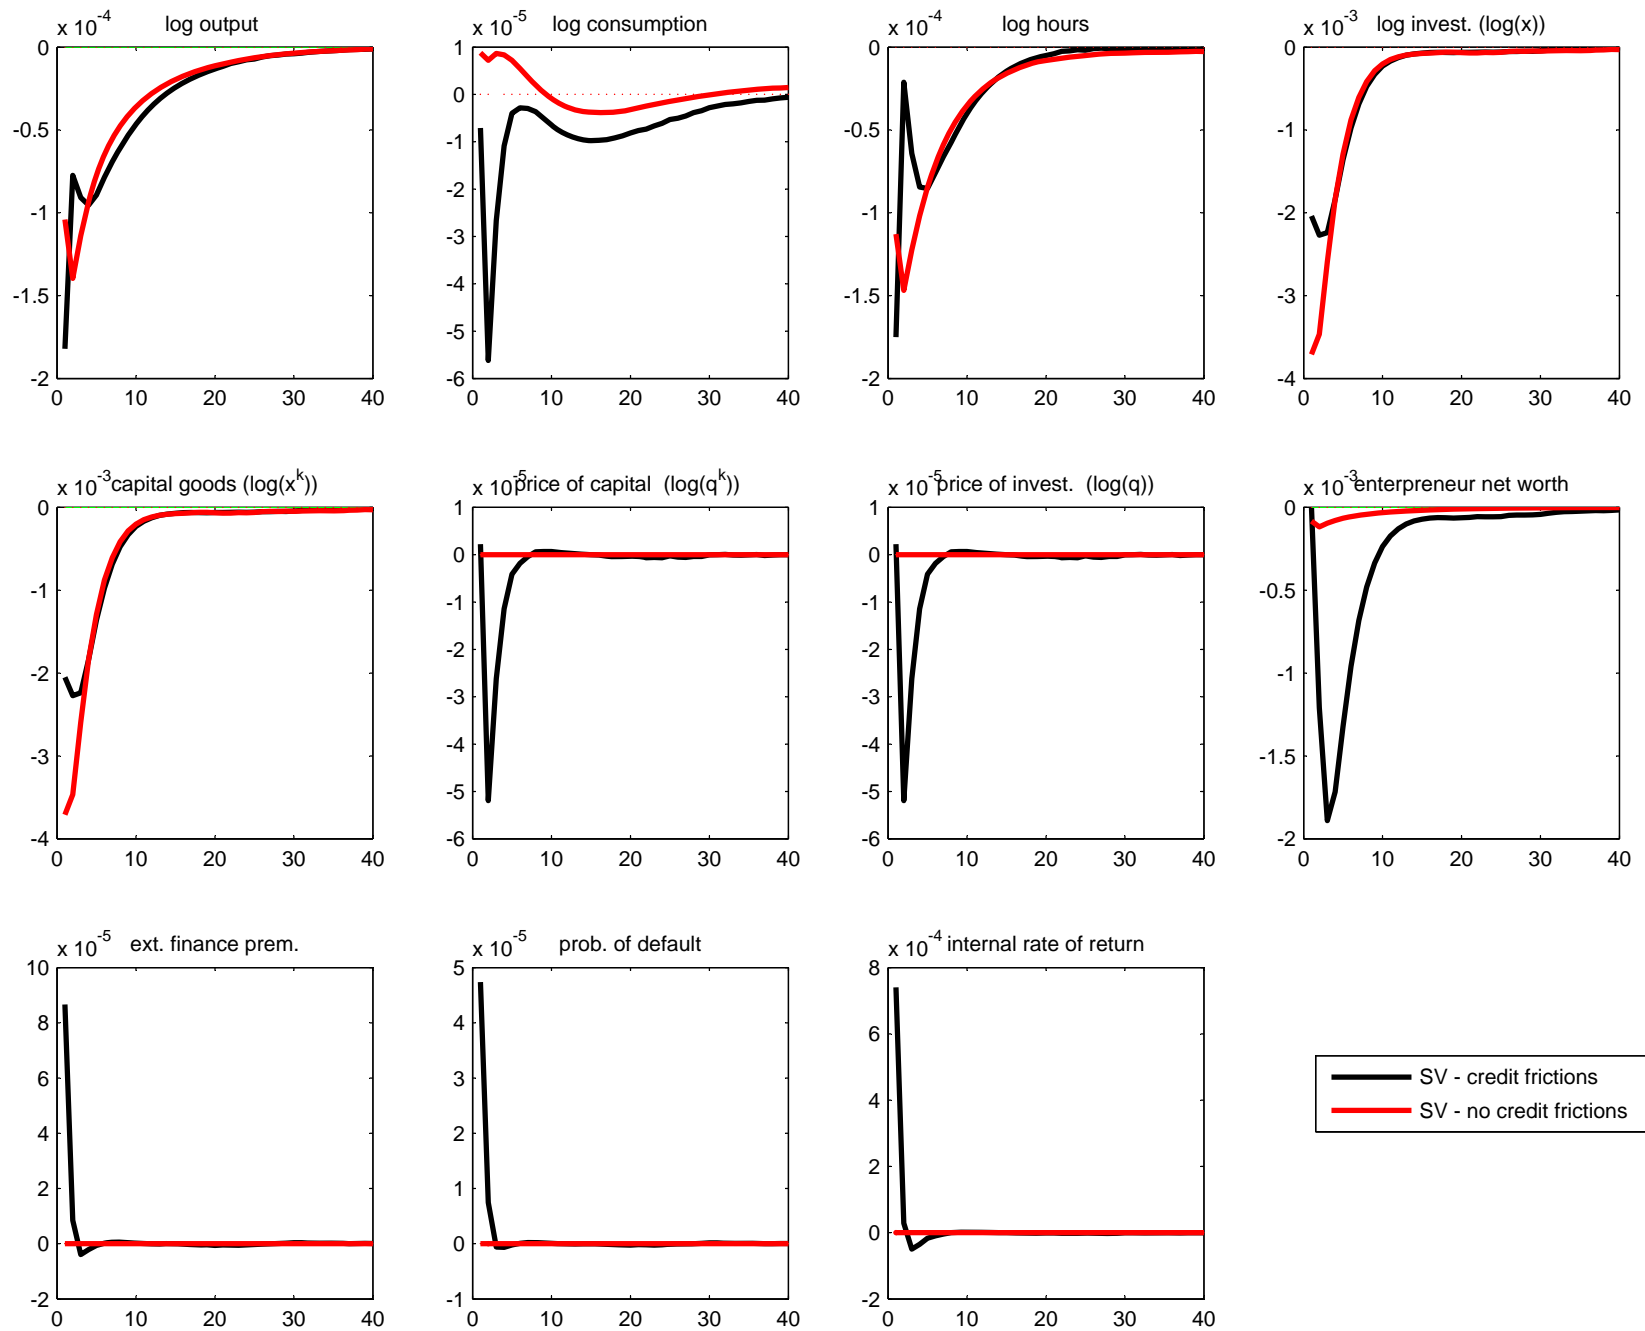 x 10^-4 log output
0
-0.5
-1
-1.5
-2
0 10 20 30 40
x 10^-5 log consumption
1
0
-1
-2
-3
-4
-5
-6
0 10 20 30 40
x 10^-4 log hours
0
-0.5
-1
-1.5
-2
0 10 20 30 40
x 10^-3 log invest. (log(x))
0
-1
-2
-3
-4
0 10 20 30 40
x 10^-3 capital goods (log(x^k))
0
-1
-2
-3
-4
0 10 20 30 40
x 10^-5 price of capital (log(q^k))
1
0
-1
-2
-3
-4
-5
-6
0 10 20 30 40
x 10^-5 price of invest. (log(q))
1
0
-1
-2
-3
-4
-5
-6
0 10 20 30 40
x 10^-3 enterpreneur net worth
0
-0.5
-1
-1.5
-2
0 10 20 30 40
x 10^-5 ext. finance prem.
10
8
6
4
2
0
-2
0 10 20 30 40
x 10^-5 prob. of default
5
4
3
2
1
0
-1
0 10 20 30 40
x 10^-4 internal rate of return
8
6
4
2
0
-2
0 10 20 30 40
SV - credit frictions
SV - no credit frictions